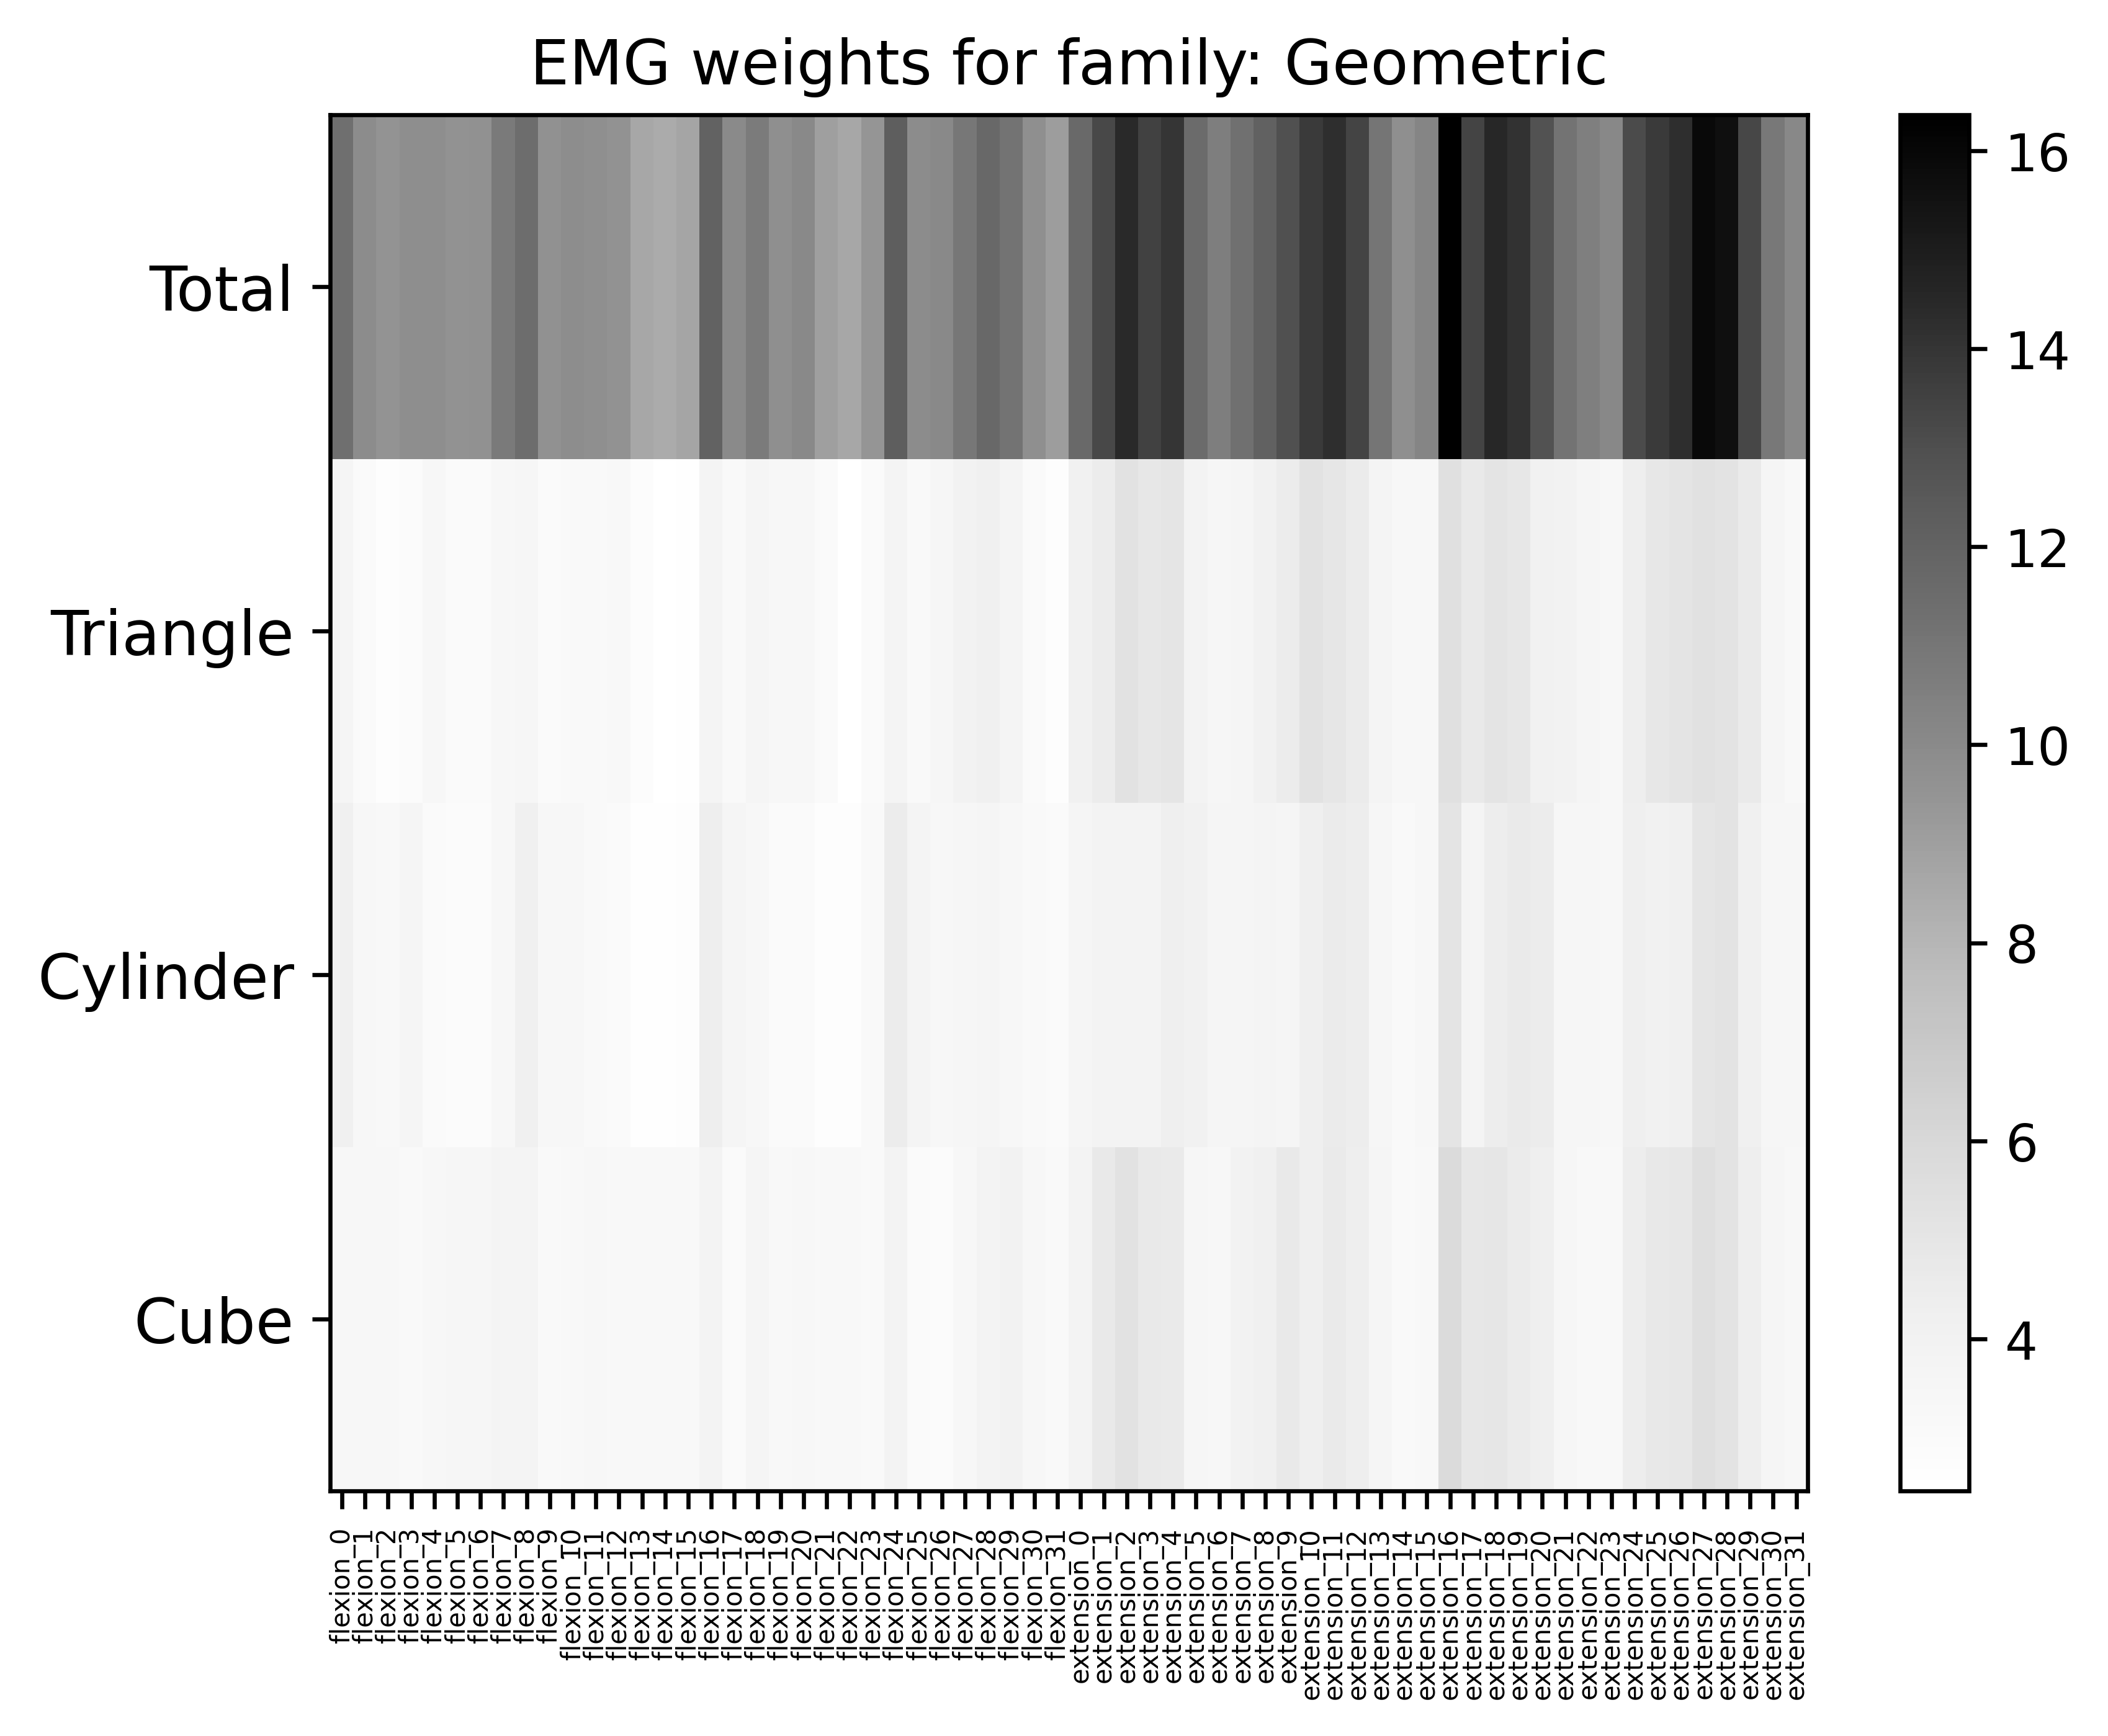 EMG weights for family: Geometric
Total
Triangle
Cylinder
Cube
16
14
12
10
8
6
4
flexion_0
flexion_1
flexion_2
flexion_3
flexion_4
flexion_5
flexion_6
flexion_7
flexion_8
flexion_9
flexion_10
flexion_11
flexion_12
flexion_13
flexion_14
flexion_15
flexion_16
flexion_17
flexion_18
flexion_19
flexion_20
flexion_21
flexion_22
flexion_23
flexion_24
flexion_25
flexion_26
flexion_27
flexion_28
flexion_29
flexion_30
flexion_31
extension_0
extension_1
extension_2
extension_3
extension_4
extension_5
extension_6
extension_7
extension_8
extension_9
extension_10
extension_11
extension_12
extension_13
extension_14
extension_15
extension_16
extension_17
extension_18
extension_19
extension_20
extension_21
extension_22
extension_23
extension_24
extension_25
extension_26
extension_27
extension_28
extension_29
extension_30
extension_31